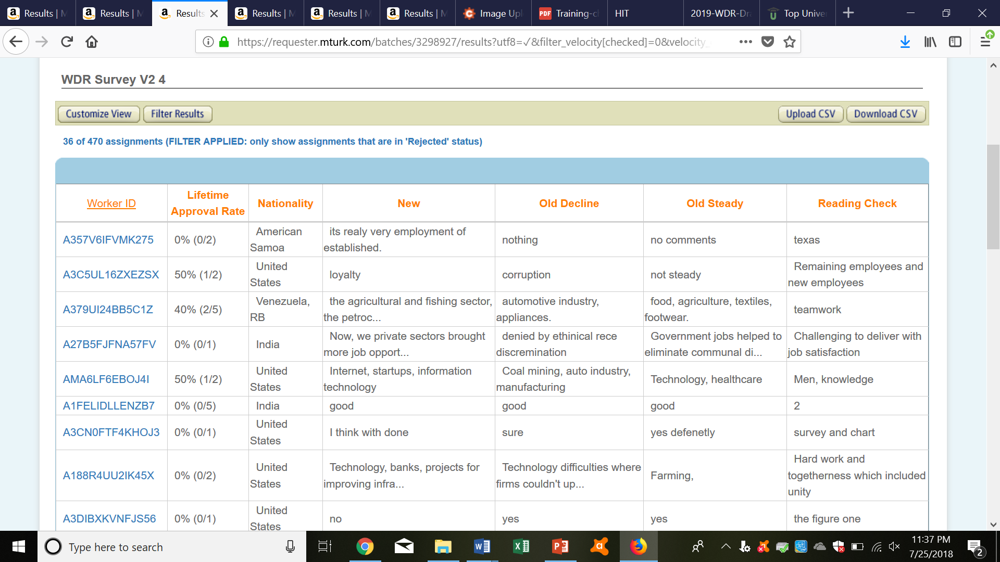 Results | M
Results | M
Results
Results | M
Results | M
Results | M
Image Upl
PDF Training-ch
HIT
2019-WDR-Dra
Top Unive
https://requester.mturk.com/batches/3298927/results?utf8=✓&filter_velocity[checked]=0&velocity_
WDR Survey V2 4
Customize View Filter Results Upload CSV Download CSV
36 of 470 assignments (FILTER APPLIED: only show assignments that are in 'Rejected' status)
Worker ID Lifetime Approval Rate Nationality New Old Decline Old Steady Reading Check
A357V6IFVMK275 0% (0/2) American Samoa its realy very employment of established. nothing no comments texas
A3C5UL16ZXEZSX 50% (1/2) United States loyalty corruption not steady Remaining employees and new employees
A379UI24BB5C1Z 40% (2/5) Venezuela, RB the agricultural and fishing sector, the petroc... automotive industry, appliances. food, agriculture, textiles, footwear. teamwork
A27B5FJFNA57FV 0% (0/1) India Now, we private sectors brought more job opport... denied by ethinical rece discremination Government jobs helped to eliminate communal di... Challenging to deliver with job satisfaction
AMA6LF6EBOJ4I 50% (1/2) United States Internet, startups, information technology Coal mining, auto industry, manufacturing Technology, healthcare Men, knowledge
A1FELIDLLENZB7 0% (0/5) India good good good 2
A3CN0FTF4KHOJ3 0% (0/1) United States I think with done sure yes defenetly survey and chart
A188R4UU2IK45X 0% (0/2) United States Technology, banks, projects for improving infra... Technology difficulties where firms couldn't up... Farming, Hard work and togetherness which included unity
A3DIBXKVNFJS56 0% (0/1) United States no yes yes the figure one
Type here to search
11:37 PM
7/25/2018
2